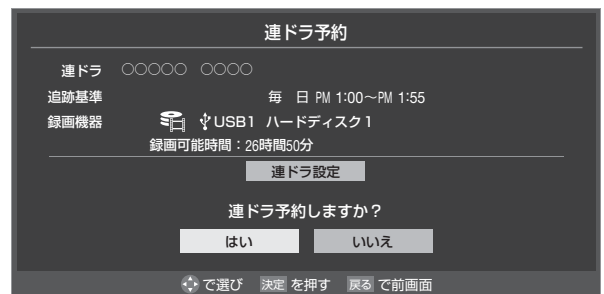 連ドラ予約
連ドラ ○○○○○ ○○○○
追跡基準 毎 日 PM 1:00〜PM 1:55
録画機器 USB1 ハードディスク1
録画可能時間:26時間50分
連ドラ設定
連ドラ予約しますか?
はい いいえ
で選び 決定 を押す 戻る で前画面